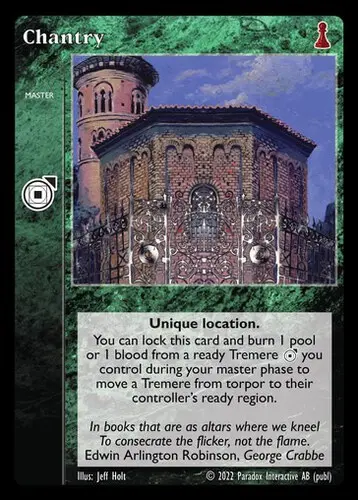 Chantry
MASTER
Unique location.
You can lock this card and burn 1 pool
or 1 blood from a ready Tremere you
control during your master phase to
move a Tremere from torpor to their
controller's ready region.
In books that are as altars where we kneel
To consecrate the flicker, not the flame.
Edwin Arlington Robinson, George Crabbe
Illus: Jeff Holt
© 2022 Paradox Interactive AB (publ)